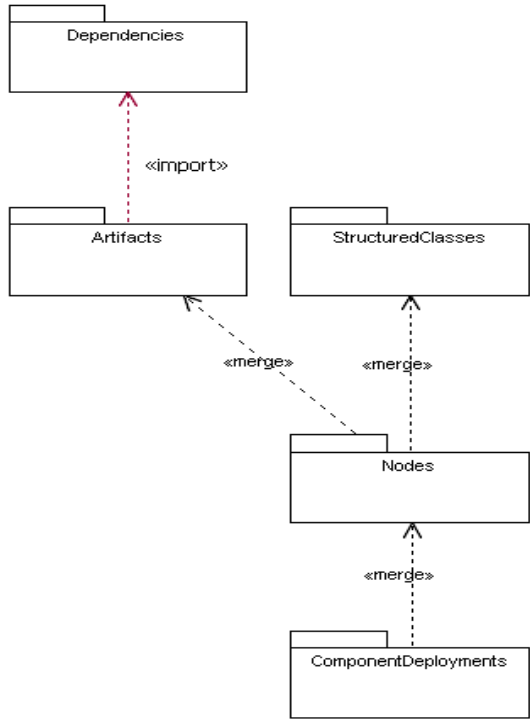 Dependencies
«import»
Artifacts
StructuredClasses
«merge»
«merge»
Nodes
«merge»
ComponentDeployments